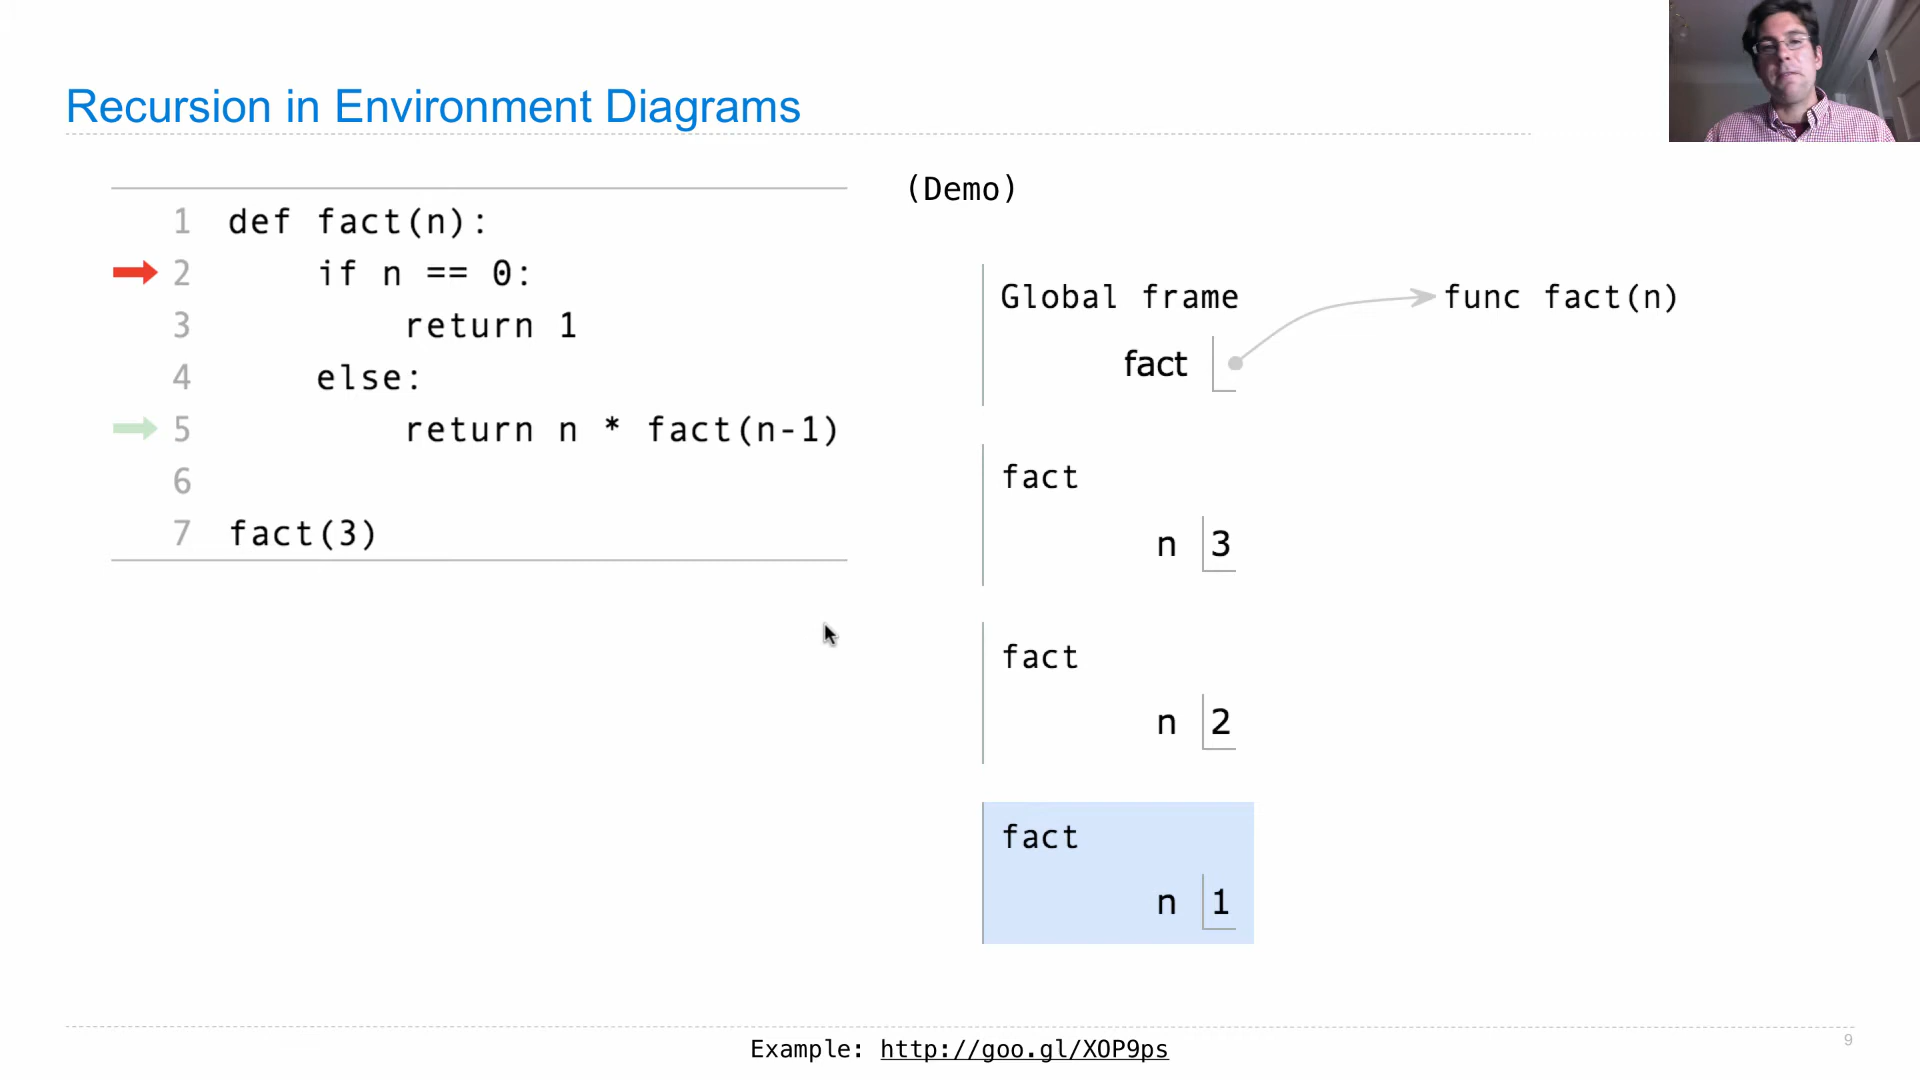 Recursion in Environment Diagrams
(Demo)
1 def fact(n):
2 if n == 0:
3 return 1
4 else:
5 return n * fact(n-1)
6
7 fact(3)
Global frame
func fact(n)
fact
fact
n 3
fact
n 2
fact
n 1
Example: http://goo.gl/XOP9ps
9